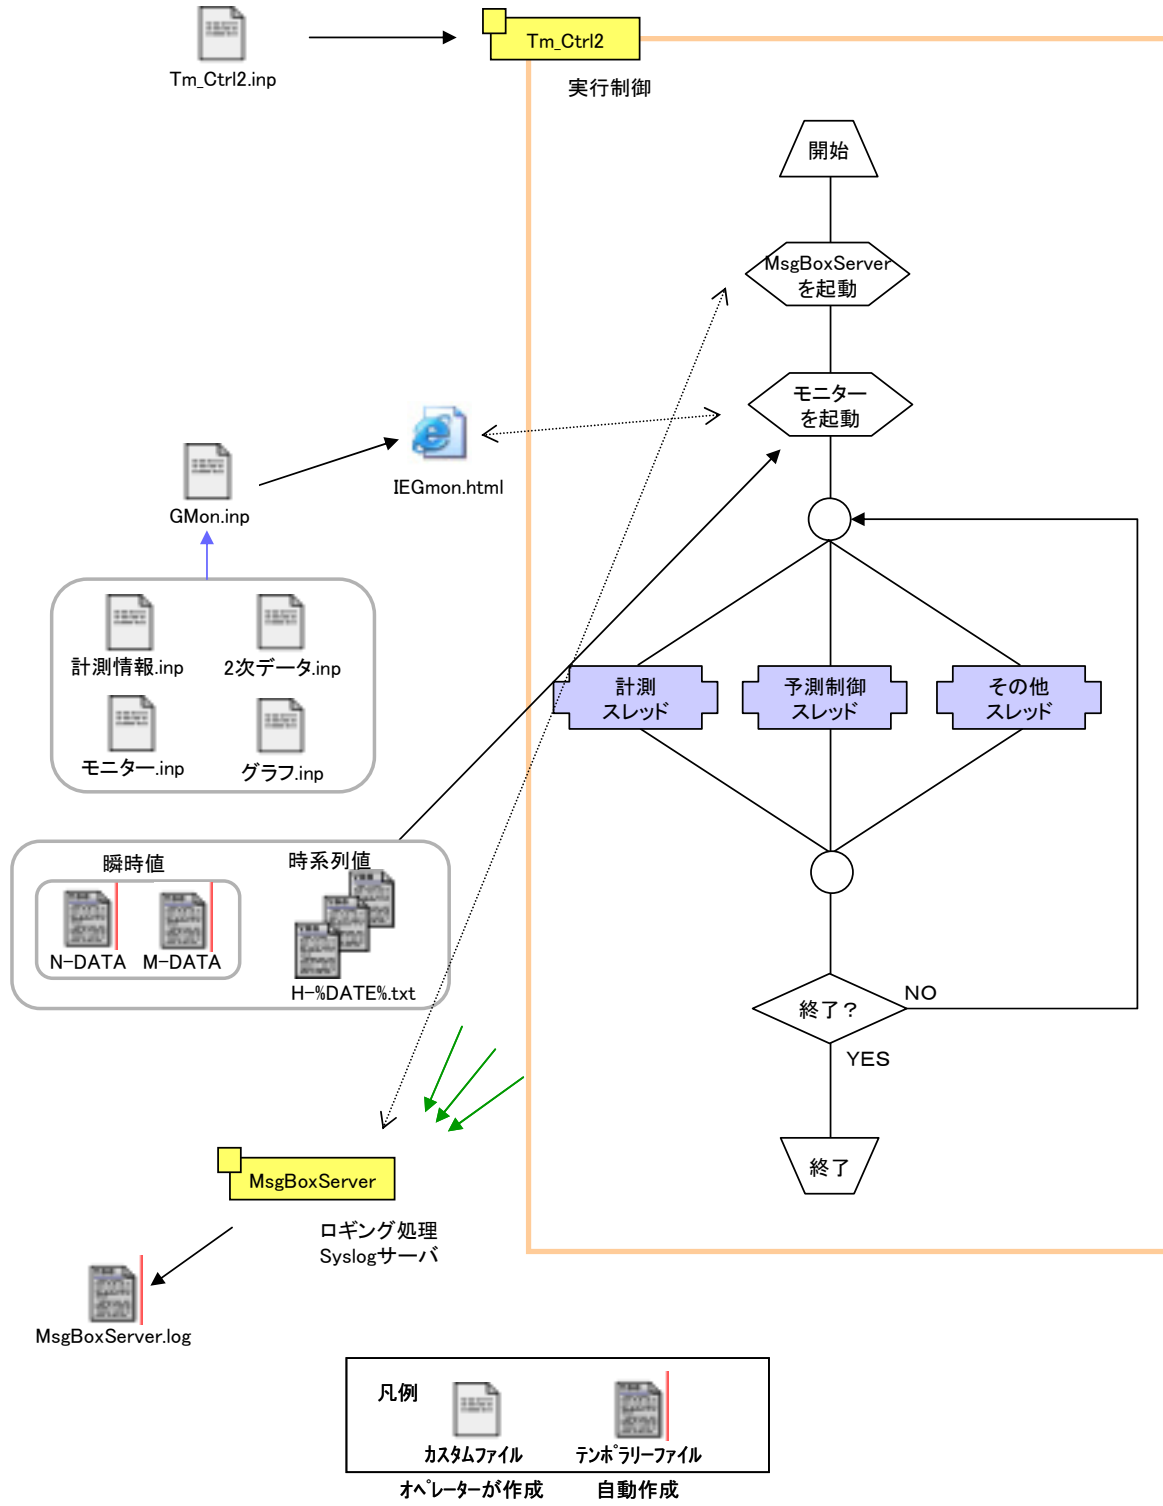 Tm_Ctrl2.inp
Tm_Ctrl2
実行制御
開始
MsgBoxServer
を起動
モニター
を起動
IEGmon.html
GMon.inp
計測情報.inp
2次データ.inp
モニター.inp
グラフ.inp
計測
スレッド
予測制御
スレッド
その他
スレッド
瞬時値
時系列値
N-DATA
M-DATA
H-%DATE%.txt
終了？
NO
YES
終了
MsgBoxServer
ロギング処理
Syslogサーバ
MsgBoxServer.log
凡例
ｶｽﾀﾑﾌｧｲﾙ
ﾃﾝﾎﾟﾗﾘｰﾌｧｲﾙ
ｵﾍﾟﾚｰﾀｰが作成
自動作成